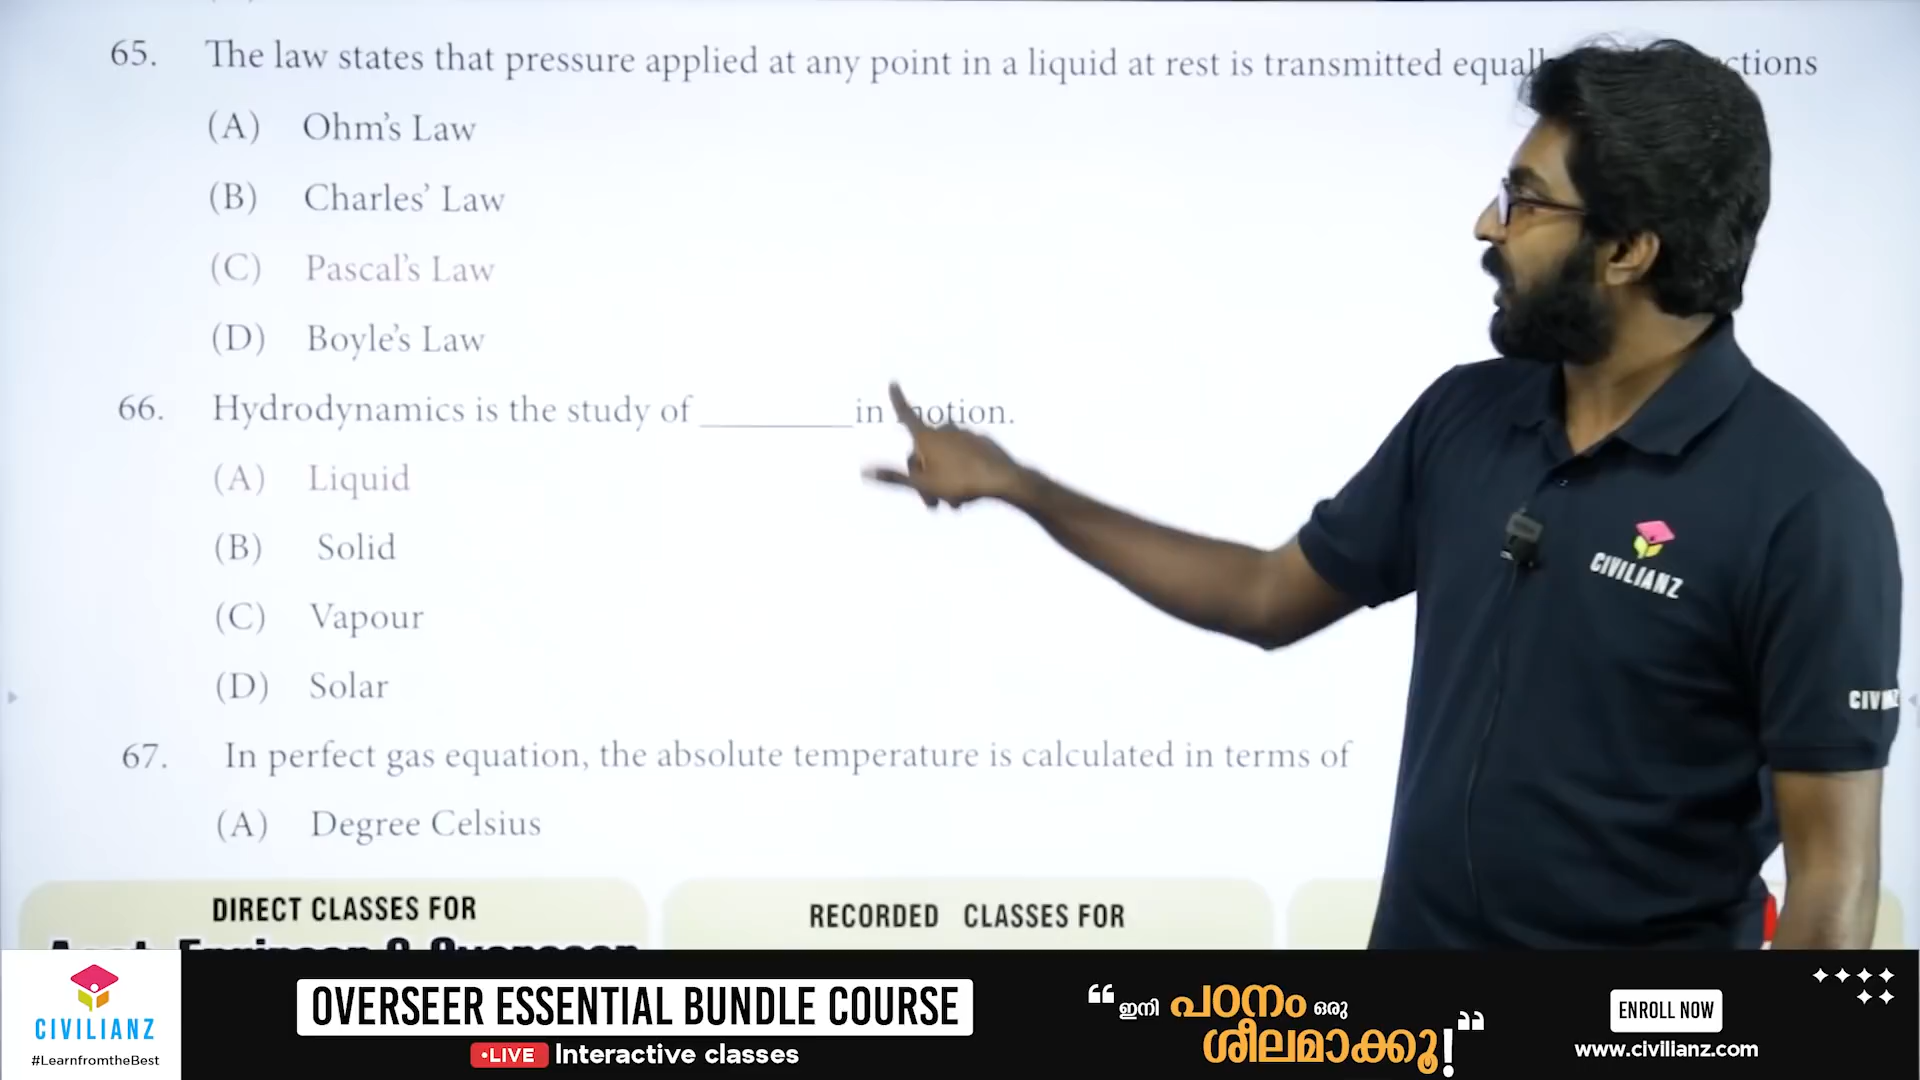 65. The law states that pressure applied at any point in a liquid at rest is transmitted
(A) Ohm's Law
(B) Charles' Law
(C) Pascal's Law
(D) Boyle's Law
66. Hydrodynamics is the study of ________ in motion.
(A) Liquid
(B) Solid
(C) Vapour
(D) Solar
67. In perfect gas equation, the absolute temperature is calculated in terms of
(A) Degree Celsius
CIVILIANZ
DIRECT CLASSES FOR
RECORDED CLASSES FOR
CIVILIANZ
#LearnfromtheBest
OVERSEER ESSENTIAL BUNDLE COURSE
•LIVE Interactive classes
“ഇനി പഠനം ഒരു
ശീലമാക്കൂ!”
ENROLL NOW
www.civilianz.com